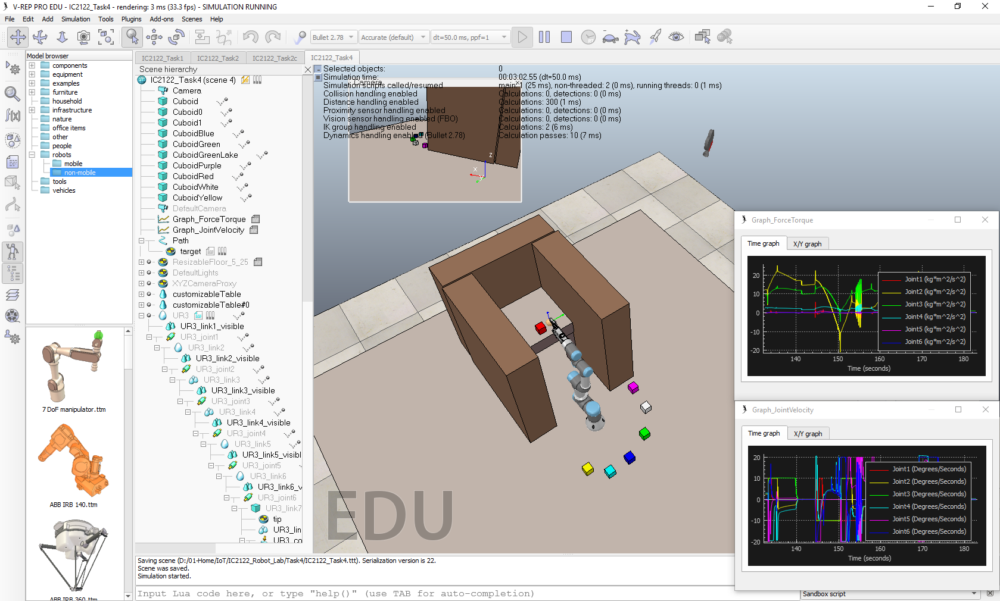 V-REP PRO EDU - IC2122_Task4 - rendering: 3 ms (33.3 fps) - SIMULATION RUNNING
File Edit Add Simulation Tools Plugins Add-ons Scenes Help
Bullet 2.78 Accurate (default) dt=50.0 ms, ppf=1
Model browser
components
equipment
examples
furniture
household
infrastructure
nature
office items
other
people
robots
mobile
non-mobile
tools
vehicles
7 DoF manipulator.ttm
ABB IRB 140.ttm
ABB IRB 360.ttm
IC2122_Task1 IC2122_Task2 IC2122_Task2c IC2122_Task4
Scene hierarchy
IC2122_Task4 (scene 4)
Camera
Cuboid
Cuboid0
Cuboid1
CuboidBlue
CuboidGreen
CuboidGreenLake
CuboidPurple
CuboidRed
CuboidWhite
CuboidYellow
DefaultCamera
Graph_ForceTorque
Graph_JointVelocity
Path
target
ResizableFloor_5_25
DefaultLights
XYZCameraProxy
customizableTable
customizableTable#0
UR3
UR3_link1_visible
UR3_joint1
UR3_link2
UR3_link2_visible
UR3_joint2
UR3_link3
UR3_link3_visible
UR3_joint3
UR3_link4
UR3_link4_visible
UR3_joint4
UR3_link5
UR3_link5_visibl
UR3_joint5
UR3_link6
UR3_link6_v
UR3_joint6
UR3_link7
tip
UR3_lin
UR3_co
Selected objects: 0
Simulation time: 00:03:02.55 (dt=50.0 ms)
Camera
Simulation scripts called/resumed main: 1 (25 ms), non-threaded: 2 (0 ms), running threads: 0 (1 ms)
Collision handling enabled Calculations: 0, detections: 0 (0 ms)
Distance handling enabled Calculations: 300 (1 ms)
Proximity sensor handling enabled Calculations: 0, detections: 0 (0 ms)
Vision sensor handling enabled (FBO) Calculations: 0, detections: 0 (0 ms)
IK group handling enabled Calculations: 2 (6 ms)
Dynamics handling enabled (Bullet 2.78) Calculation passes: 10 (7 ms)
z
x
y
EDU
Graph_ForceTorque
Time graph X/Y graph
20
10
0
-10
-20
Joint1 (kg*m^2/s^2)
Joint2 (kg*m^2/s^2)
Joint3 (kg*m^2/s^2)
Joint4 (kg*m^2/s^2)
Joint5 (kg*m^2/s^2)
Joint6 (kg*m^2/s^2)
140 150 160 170 180
Time (seconds)
Graph_JointVelocity
Time graph X/Y graph
20
10
0
-10
-20
Joint1 (Degrees/Seconds)
Joint2 (Degrees/Seconds)
Joint3 (Degrees/Seconds)
Joint4 (Degrees/Seconds)
Joint5 (Degrees/Seconds)
Joint6 (Degrees/Seconds)
140 150 160 170 180
Time (seconds)
Saving scene (D:/01-Home/IoT/IC2122_Robot_Lab/Task4/IC2122_Task4.ttt). Serialization version is 22.
Scene was saved.
Simulation started.
Input Lua code here, or type "help()" (use TAB for auto-completion)
Sandbox script